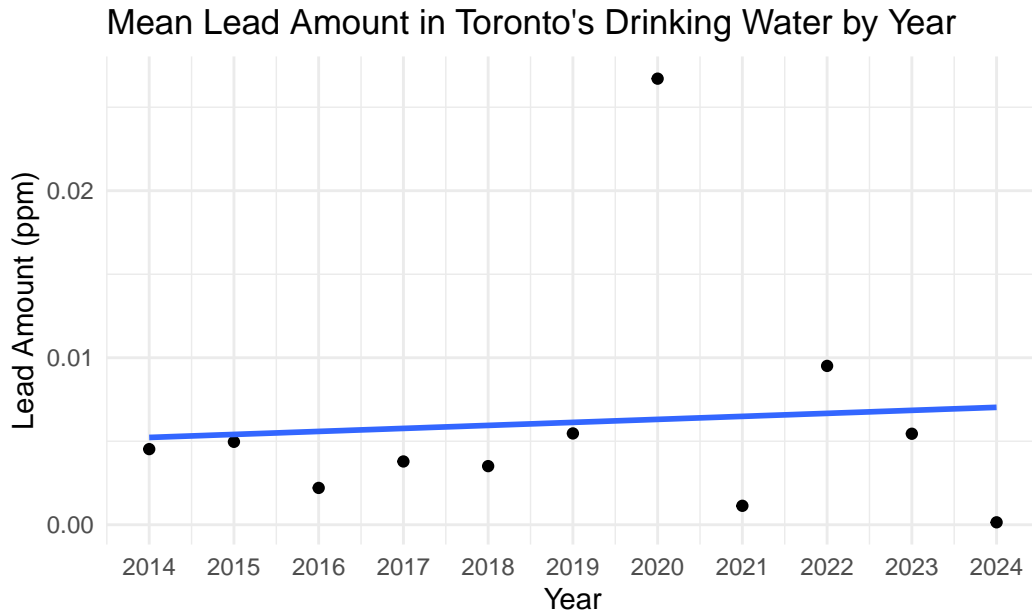 Mean Lead Amount in Toronto's Drinking Water by Year
Lead Amount (ppm)
0.02
0.01
0.00
2014 2015 2016 2017 2018 2019 2020 2021 2022 2023 2024
Year